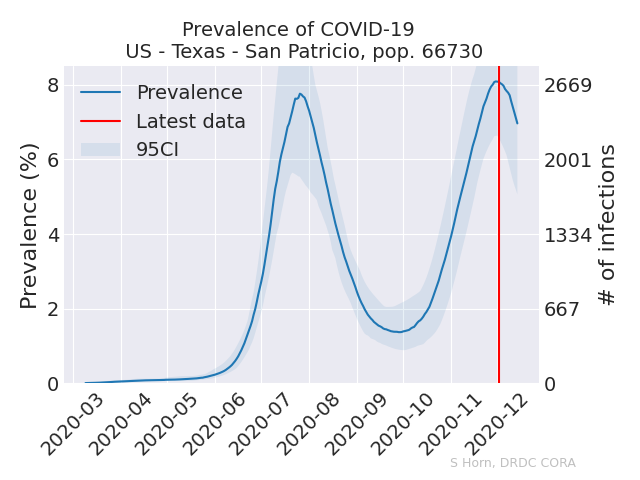 Prevalence of COVID-19
US - Texas - San Patricio, pop. 66730
Prevalence (%)
8
6
4
2
0
Prevalence
Latest data
95CI
2669
2001
1334
667
0
# of infections
2020-03
2020-04
2020-05
2020-06
2020-07
2020-08
2020-09
2020-10
2020-11
2020-12
S Horn, DRDC CORA